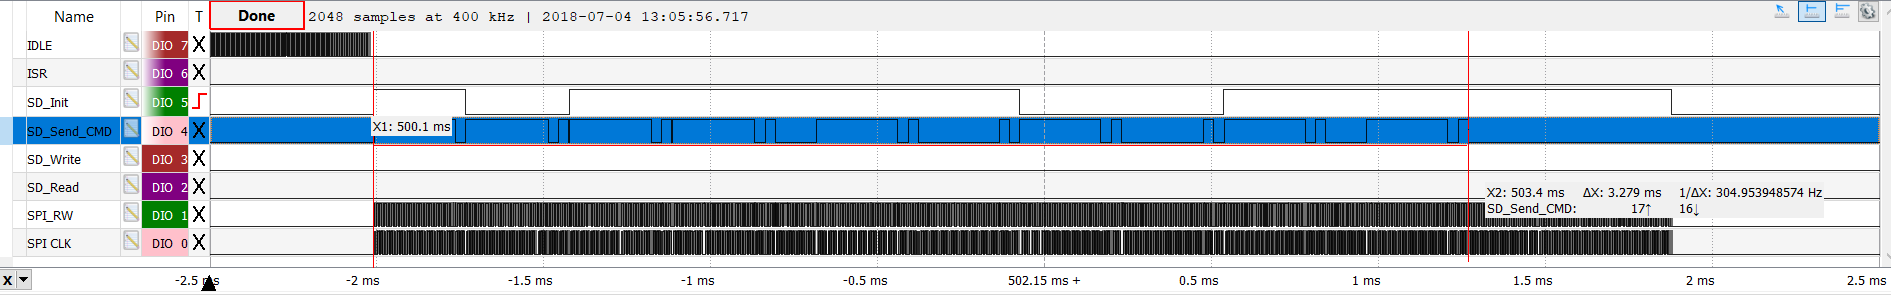 Name Pin T Done 2048 samples at 400 kHz | 2018-07-04 13:05:56.717
IDLE DIO 7 X
ISR DIO 6 X
SD_Init DIO 5
SD_Send_CMD DIO 4 X X1: 500.1 ms
SD_Write DIO 3 X
SD_Read DIO 2 X X2: 503.4 ms ΔX: 3.279 ms 1/ΔX: 304.953948574 Hz
SPI_RW DIO 1 X SD_Send_CMD: 17↑ 16↓
SPI CLK DIO 0 X
X -2.5 ms -2 ms -1.5 ms -1 ms -0.5 ms 502.15 ms + 0.5 ms 1 ms 1.5 ms 2 ms 2.5 ms